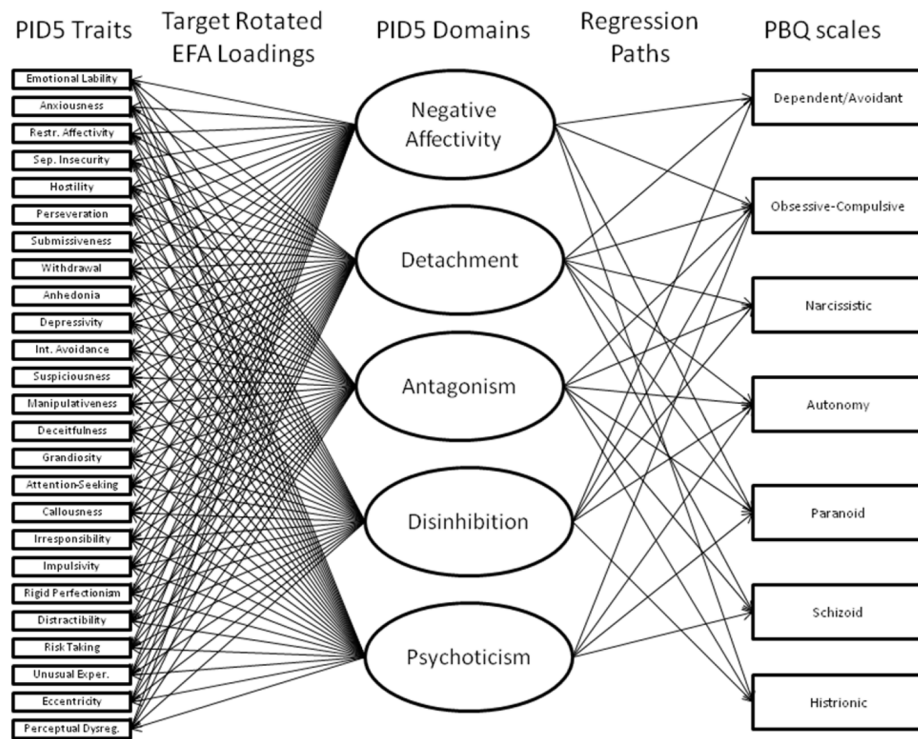 PID5 Traits
Target Rotated
EFA Loadings
PID5 Domains
Regression
Paths
PBQ scales
Emotional Lability
Anxiousness
Restr. Affectivity
Sep. Insecurity
Hostility
Perseveration
Submissiveness
Withdrawal
Anhedonia
Depressivity
Int. Avoidance
Suspiciousness
Manipulativeness
Deceitfulness
Grandiosity
Attention-Seeking
Callousness
Irresponsibility
Impulsivity
Rigid Perfectionism
Distractibility
Risk Taking
Unusual Exper.
Eccentricity
Perceptual Dysreg.
Negative
Affectivity
Detachment
Antagonism
Disinhibition
Psychoticism
Dependent/Avoidant
Obsessive-Compulsive
Narcissistic
Autonomy
Paranoid
Schizoid
Histrionic